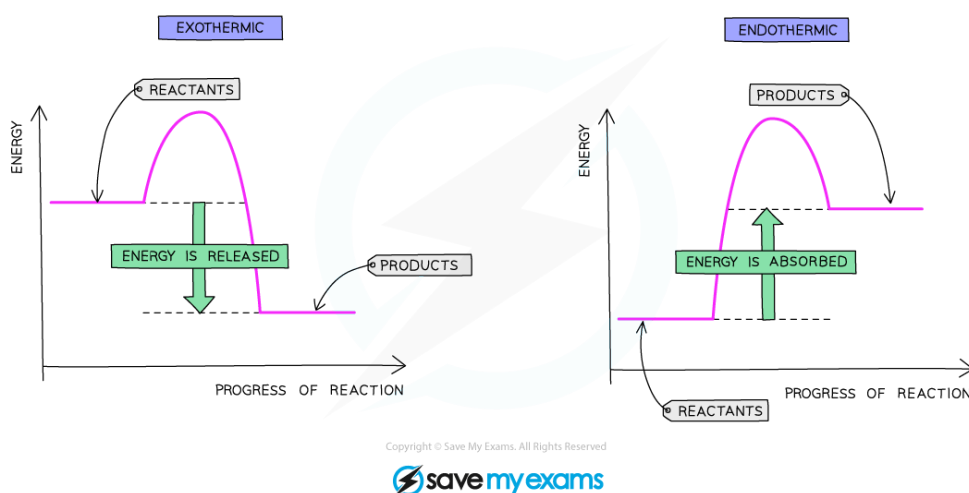 EXOTHERMIC
REACTANTS
ENERGY
ENERGY IS RELEASED
PRODUCTS
PROGRESS OF REACTION
ENDOTHERMIC
PRODUCTS
ENERGY
ENERGY IS ABSORBED
PROGRESS OF REACTION
REACTANTS
Copyright © Save My Exams. All Rights Reserved
save my exams